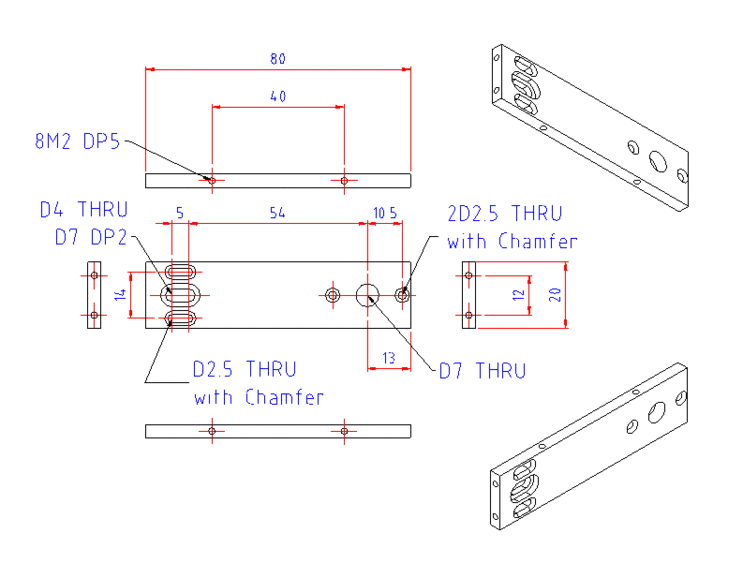 80
40
8M2 DP5
D4 THRU
D7 DP2
5
54
10 5
2D2.5 THRU
with Chamfer
14
12
20
13
D2.5 THRU
with Chamfer
D7 THRU